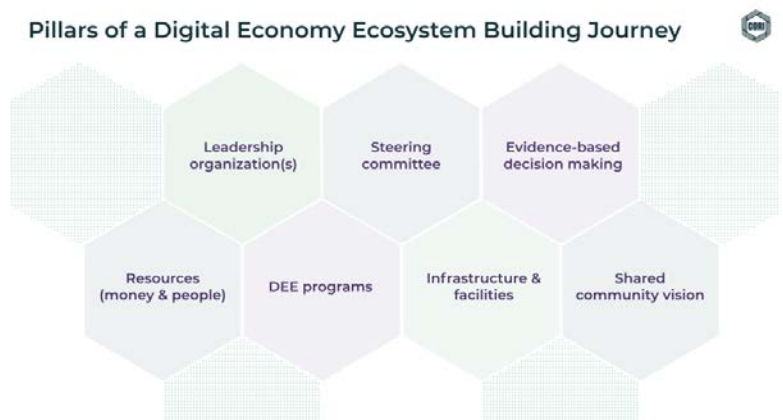 Pillars of a Digital Economy Ecosystem Building Journey
CORI
Leadership
organization(s)
Steering
committee
Evidence-based
decision making
Resources
(money & people)
DEE programs
Infrastructure &
facilities
Shared
community vision